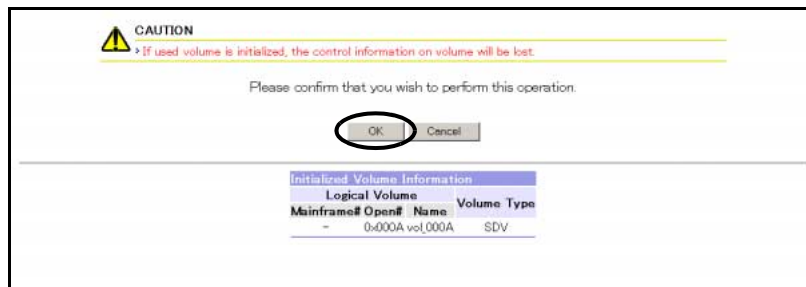 CAUTION
If used volume is initialized, the control information on volume will be lost.
Please confirm that you wish to perform this operation.
OK Cancel
Initialized Volume Information
Logical Volume Volume Type
Mainframe# Open# Name
- 0x000A vol_000A SDV